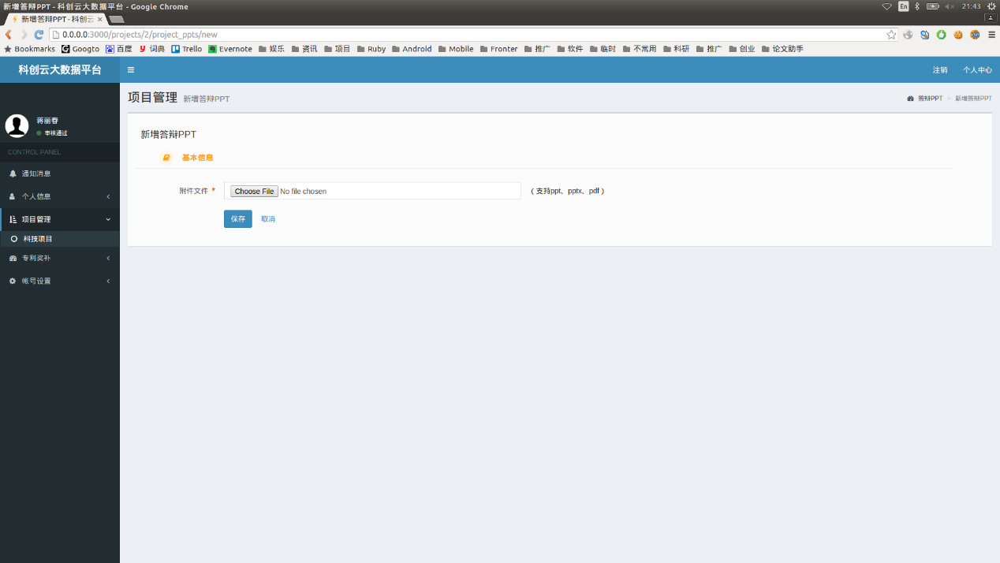 新增答辩PPT - 科创云大数据平台 - Google Chrome
En
21:43
新增答辩PPT - 科创云
0.0.0.0:3000/projects/2/project_ppts/new
Bookmarks Googto 百度 词典 Trello Evernote 娱乐 资讯 项目 Ruby Android Mobile Fronter 推广 软件 临时 不常用 科研 推广 创业 论文助手
科创云大数据平台
注销 个人中心
项目管理 新增答辩PPT
答辩PPT > 新增答辩PPT
蒋丽春
审核通过
CONTROL PANEL
通知消息
个人信息
项目管理
科技项目
专利奖补
帐号设置
新增答辩PPT
基本信息
附件文件 * Choose File No file chosen （支持ppt、pptx、pdf）
保存 取消